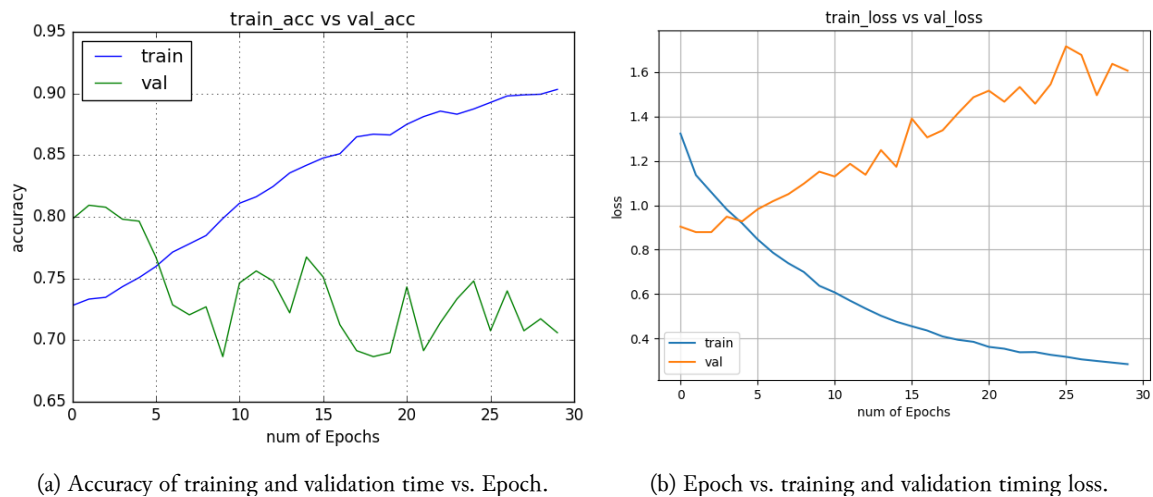 train_acc vs val_acc
0.95
0.90
0.85
0.80
0.75
0.70
0.65
accuracy
train
val
0 5 10 15 20 25 30
num of Epochs
(a) Accuracy of training and validation time vs. Epoch.
train_loss vs val_loss
1.6
1.4
1.2
1.0
0.8
0.6
0.4
loss
train
val
0 5 10 15 20 25 30
num of Epochs
(b) Epoch vs. training and validation timing loss.